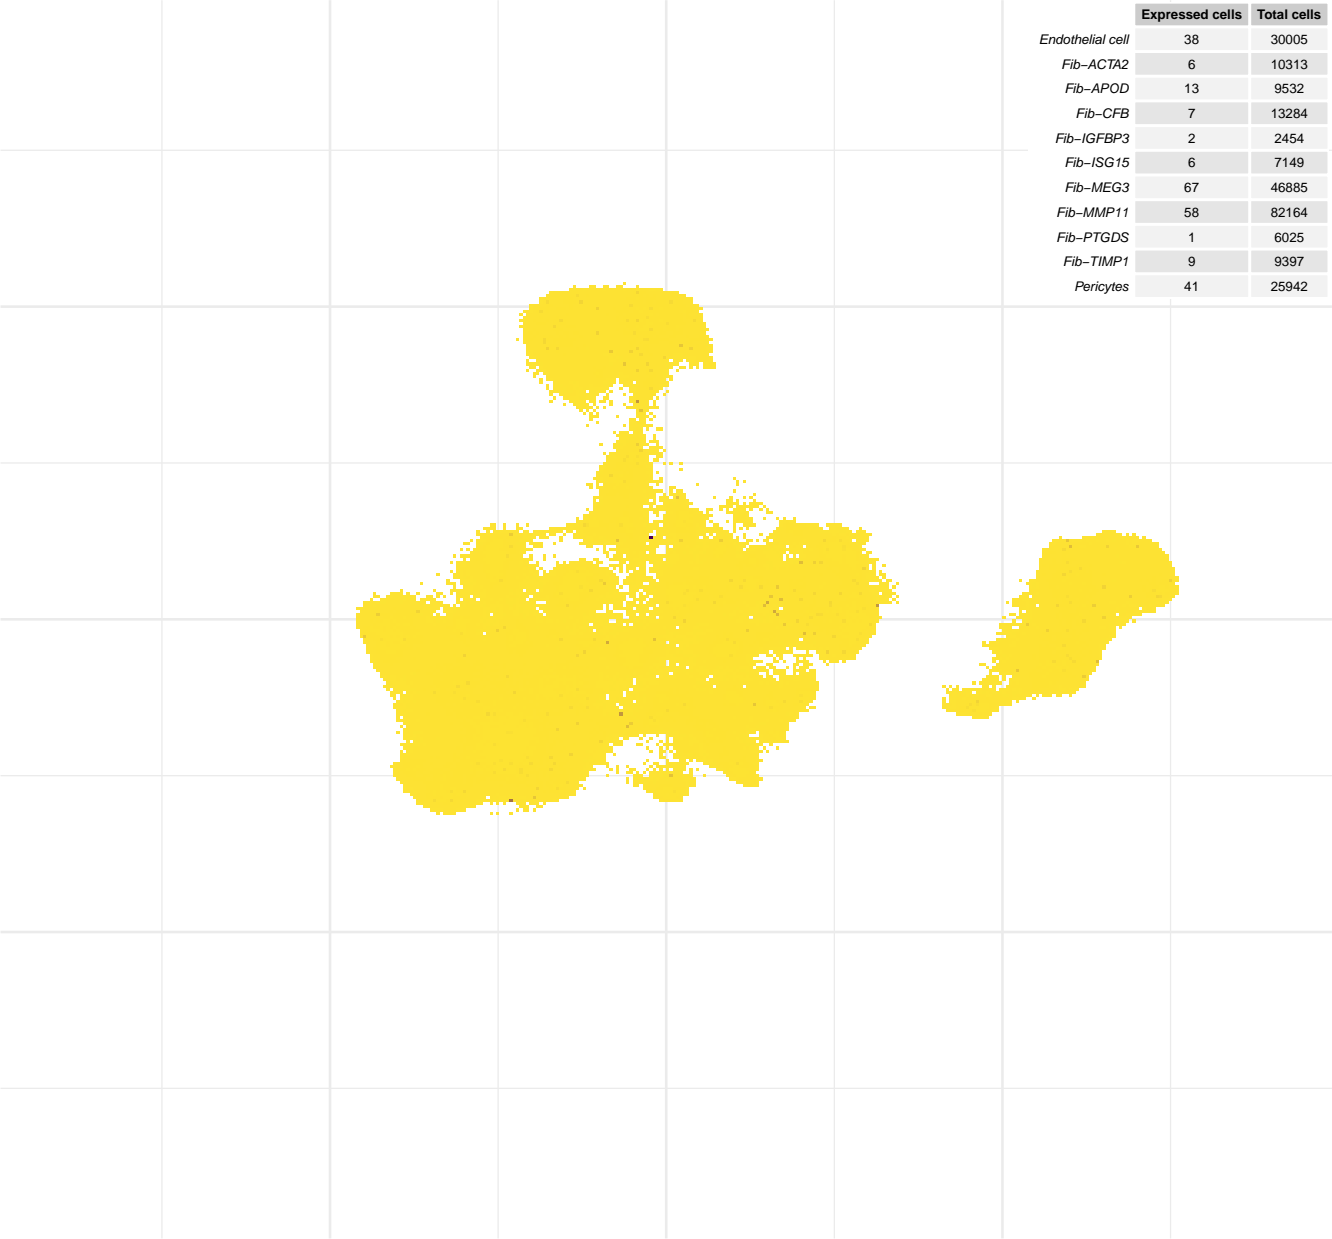 Expressed cells Total cells
Endothelial cell 38 30005
Fib−ACTA2 6 10313
Fib−APOD 13 9532
Fib−CFB 7 13284
Fib−IGFBP3 2 2454
Fib−ISG15 6 7149
Fib−MEG3 67 46885
Fib−MMP11 58 82164
Fib−PTGDS 1 6025
Fib−TIMP1 9 9397
Pericytes 41 25942